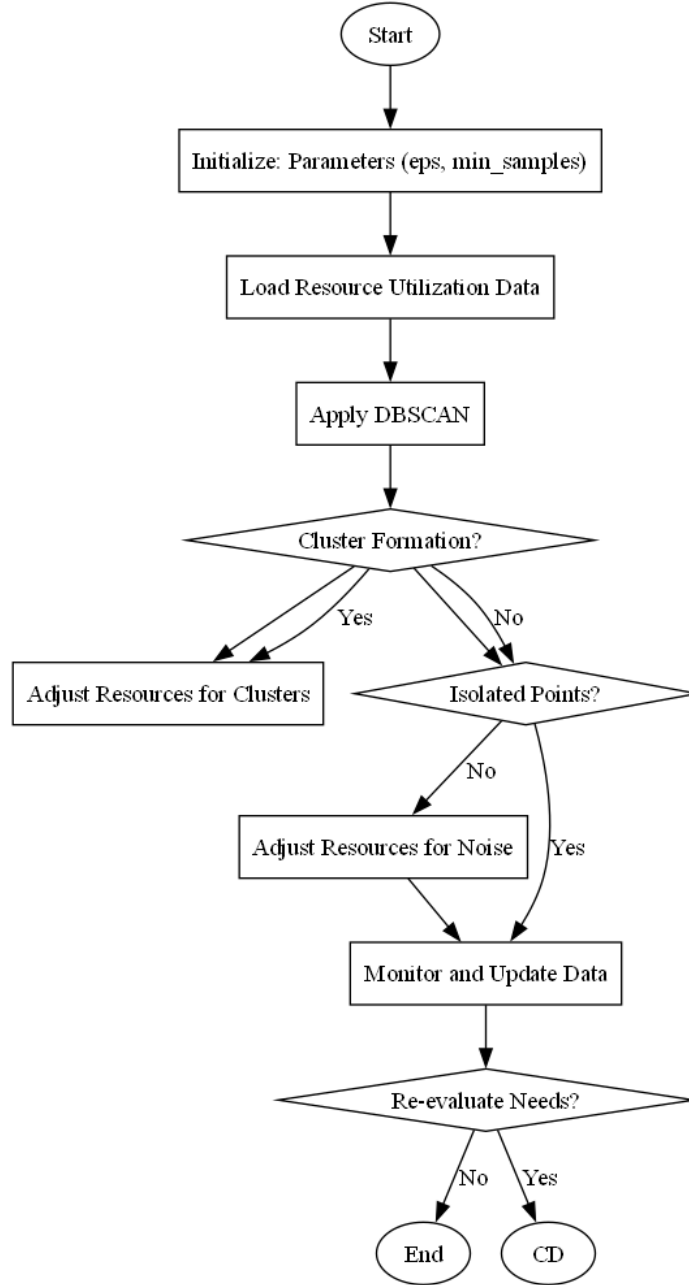 Start
Initialize: Parameters (eps, min_samples)
Load Resource Utilization Data
Apply DBSCAN
Cluster Formation?
Yes
No
Adjust Resources for Clusters
Isolated Points?
No
Adjust Resources for Noise
Yes
Monitor and Update Data
Re-evaluate Needs?
No
Yes
End
CD